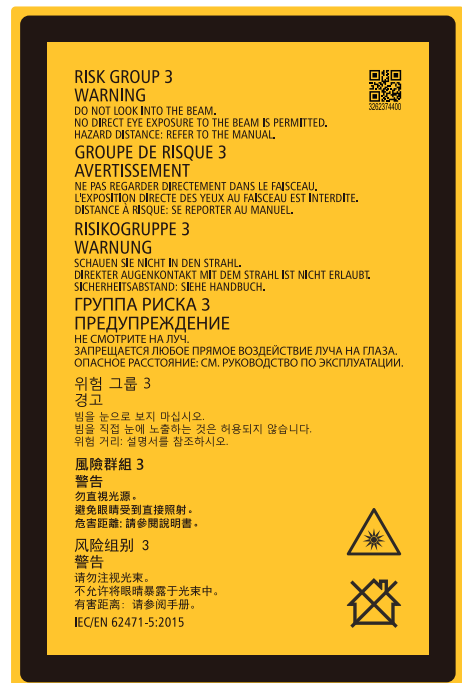 RISK GROUP 3
WARNING
DO NOT LOOK INTO THE BEAM.
NO DIRECT EYE EXPOSURE TO THE BEAM IS PERMITTED.
HAZARD DISTANCE: REFER TO THE MANUAL.
3262374400
GROUPE DE RISQUE 3
AVERTISSEMENT
NE PAS REGARDER DIRECTEMENT DANS LE FAISCEAU.
L'EXPOSITION DIRECTE DES YEUX AU FAISCEAU EST INTERDITE.
DISTANCE À RISQUE: SE REPORTER AU MANUEL.
RISIKOGRUPPE 3
WARNUNG
SCHAUEN SIE NICHT IN DEN STRAHL.
DIREKTER AUGENKONTAKT MIT DEM STRAHL IST NICHT ERLAUBT.
SICHERHEITSABSTAND: SIEHE HANDBUCH.
ГРУППА РИСКА 3
ПРЕДУПРЕЖДЕНИЕ
НЕ СМОТРИТЕ НА ЛУЧ.
ЗАПРЕЩАЕТСЯ ЛЮБОЕ ПРЯМОЕ ВОЗДЕЙСТВИЕ ЛУЧА НА ГЛАЗА.
ОПАСНОЕ РАССТОЯНИЕ: СМ. РУКОВОДСТВО ПО ЭКСПЛУАТАЦИИ.
위험 그룹 3
경고
빔을 눈으로 보지 마십시오.
빔을 직접 눈에 노출하는 것은 허용되지 않습니다.
위험 거리: 설명서를 참조하십시오.
風險群組 3
警告
勿直視光源。
避免眼睛受到直接照射。
危害距離: 請參閱說明書。
风险组别 3
警告
请勿注视光束。
不允许将眼睛暴露于光束中。
有害距离: 请参阅手册。
IEC/EN 62471-5:2015